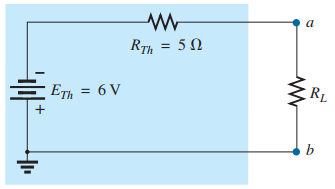 a
R_Th = 5 Ω
−
E_Th = 6 V
+
R_L
b